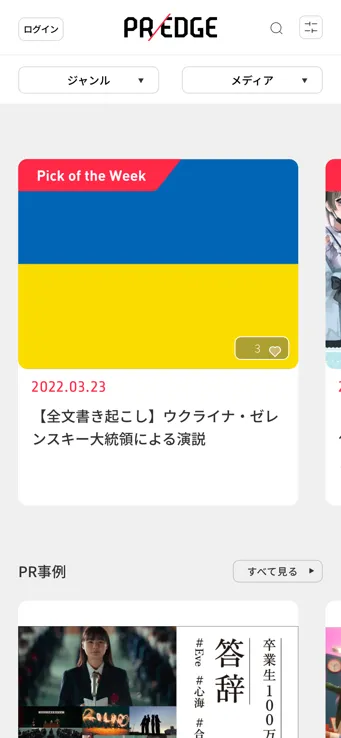 ログイン
PR EDGE
ジャンル ▼
メディア ▼
Pick of the Week
3
2022.03.23
【全文書き起こし】ウクライナ・ゼレ
ンスキー大統領による演説
PR事例
すべて見る ▶
卒業生100万
答辞
#Eve #心海 #合